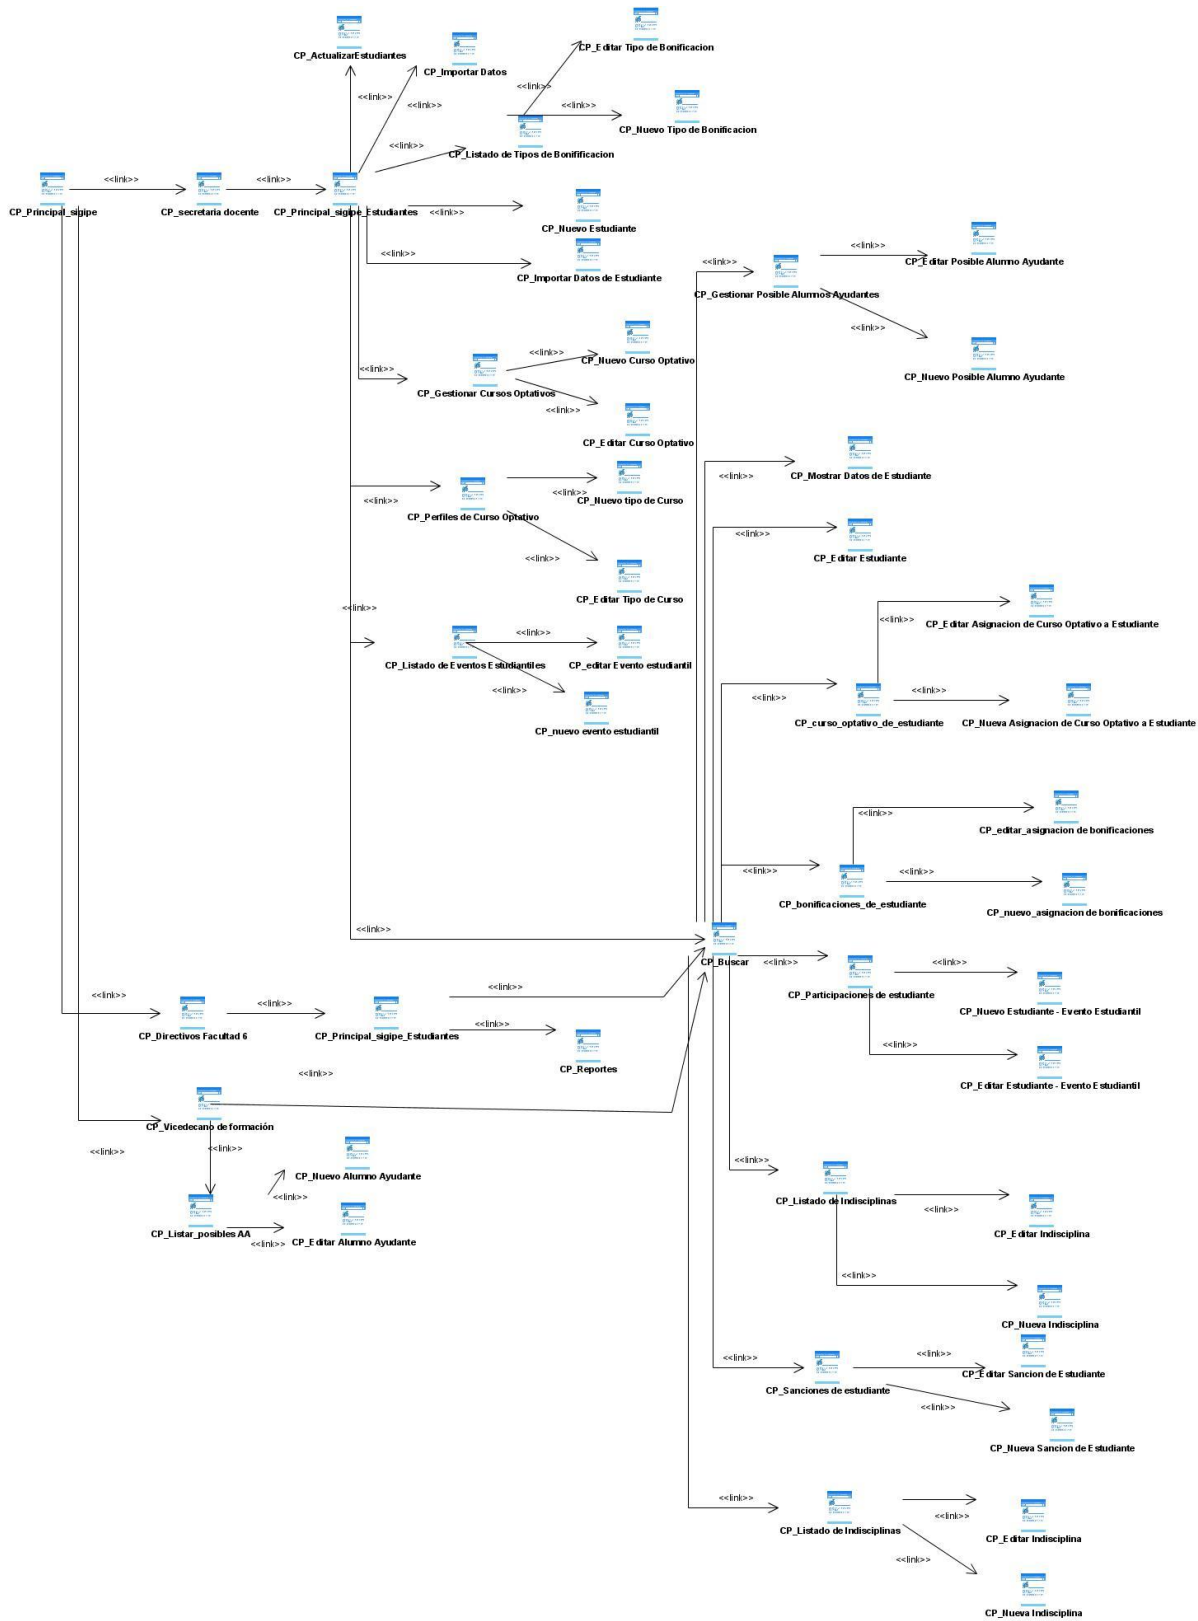 CP_ActualizarEstudiantes
CP_Importar Datos
CP_Editar Tipo de Bonificacion
CP_Nuevo Tipo de Bonificacion
CP_Listado de Tipos de Bonifificacion
<<link>>
<<link>>
<<link>>
<<link>>
<<link>>
<<link>>
<<link>>
CP_Principal_sigipe
CP_secretaria docente
CP_Principal_sigipe_Estudiantes
<<link>>
CP_Nuevo Estudiante
<<link>>
CP_Importar Datos de Estudiante
<<link>>
CP_Gestionar Posible Alumnos Ayudantes
<<link>>
CP_Editar Posible Alumno Ayudante
<<link>>
CP_Nuevo Posible Alumno Ayudante
<<link>>
CP_Gestionar Cursos Optativos
<<link>>
CP_Nuevo Curso Optativo
<<link>>
CP_Editar Curso Optativo
<<link>>
CP_Mostrar Datos de Estudiante
<<link>>
CP_Perfiles de Curso Optativo
<<link>>
CP_Nuevo tipo de Curso
<<link>>
CP_Editar Tipo de Curso
<<link>>
CP_Editar Estudiante
<<link>>
CP_Listado de Eventos Estudiantiles
<<link>>
CP_editar Evento estudiantil
<<link>>
CP_nuevo evento estudiantil
<<link>>
CP_Editar Asignacion de Curso Optativo a Estudiante
<<link>>
CP_curso_optativo_de_estudiante
<<link>>
CP_Nueva Asignacion de Curso Optativo a Estudiante
<<link>>
CP_editar_asignacion de bonificaciones
<<link>>
CP_bonificaciones_de_estudiante
<<link>>
CP_nuevo_asignacion de bonificaciones
<<link>>
CP_Buscar
<<link>>
CP_Participaciones de estudiante
<<link>>
CP_Nuevo Estudiante - Evento Estudiantil
<<link>>
CP_Editar Estudiante - Evento Estudiantil
<<link>>
CP_Directivos Facultad 6
<<link>>
CP_Principal_sigipe_Estudiantes
<<link>>
<<link>>
CP_Reportes
<<link>>
CP_Vicedecano de formación
<<link>>
<<link>>
CP_Nuevo Alumno Ayudante
<<link>>
CP_Listar_posibles AA
<<link>>
CP_Editar Alumno Ayudante
<<link>>
CP_Listado de Indisciplinas
<<link>>
CP_Editar Indisciplina
<<link>>
CP_Nueva Indisciplina
<<link>>
CP_Sanciones de estudiante
<<link>>
CP_Editar Sancion de Estudiante
<<link>>
CP_Nueva Sancion de Estudiante
<<link>>
CP_Listado de Indisciplinas
<<link>>
CP_Editar Indisciplina
<<link>>
CP_Nueva Indisciplina